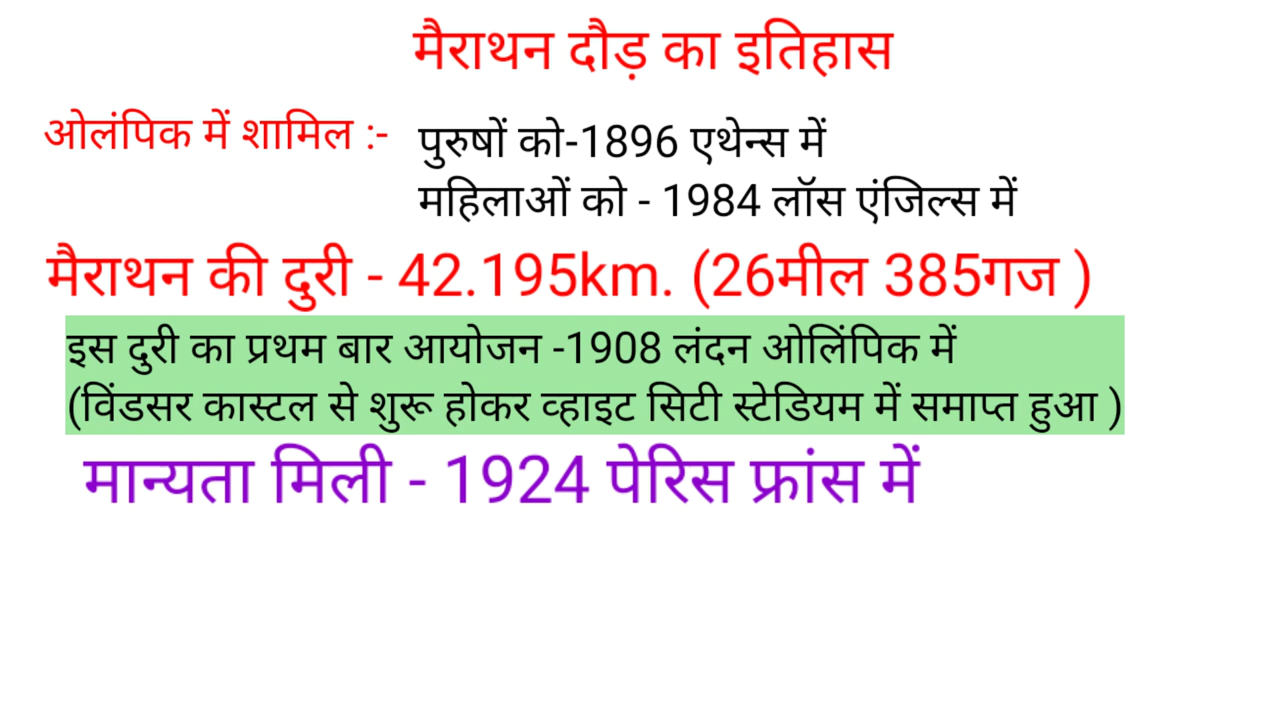 मैराथन दौड़ का इतिहास
ओलंपिक में शामिल :- पुरुषों को-1896 एथेन्स में
महिलाओं को - 1984 लॉस एंजिल्स में
मैराथन की दुरी - 42.195km. (26मील 385गज )
इस दुरी का प्रथम बार आयोजन -1908 लंदन ओलिंपिक में
(विंडसर कास्टल से शुरू होकर व्हाइट सिटी स्टेडियम में समाप्त हुआ )
मान्यता मिली - 1924 पेरिस फ्रांस में